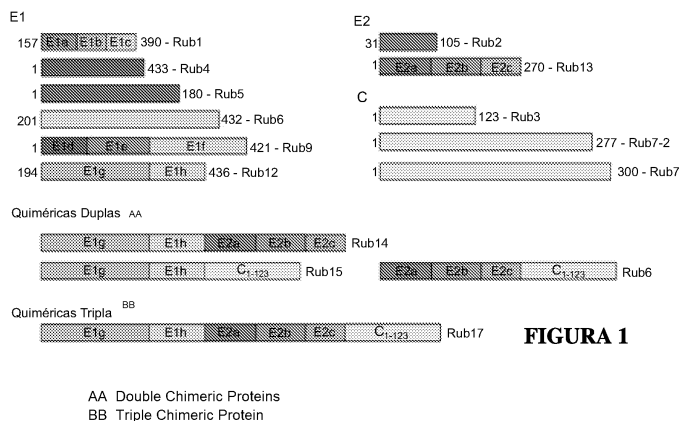 E1
157 E1a E1b E1c 390 - Rub1
1 433 - Rub4
1 180 - Rub5
201 432 - Rub6
1 E1d E1e E1f 421 - Rub9
194 E1g E1h 436 - Rub12
E2
31 105 - Rub2
1 E2a E2b E2c 270 - Rub13
C
1 123 - Rub3
1 277 - Rub7-2
1 300 - Rub7
Quiméricas Duplas AA
E1g E1h E2a E2b E2c Rub14
E1g E1h C1-123 Rub15
E2a E2b E2c C1-123 Rub6
Quiméricas Tripla BB
E1g E1h E2a E2b E2c C1-123 Rub17
FIGURA 1
AA Double Chimeric Proteins
BB Triple Chimeric Protein